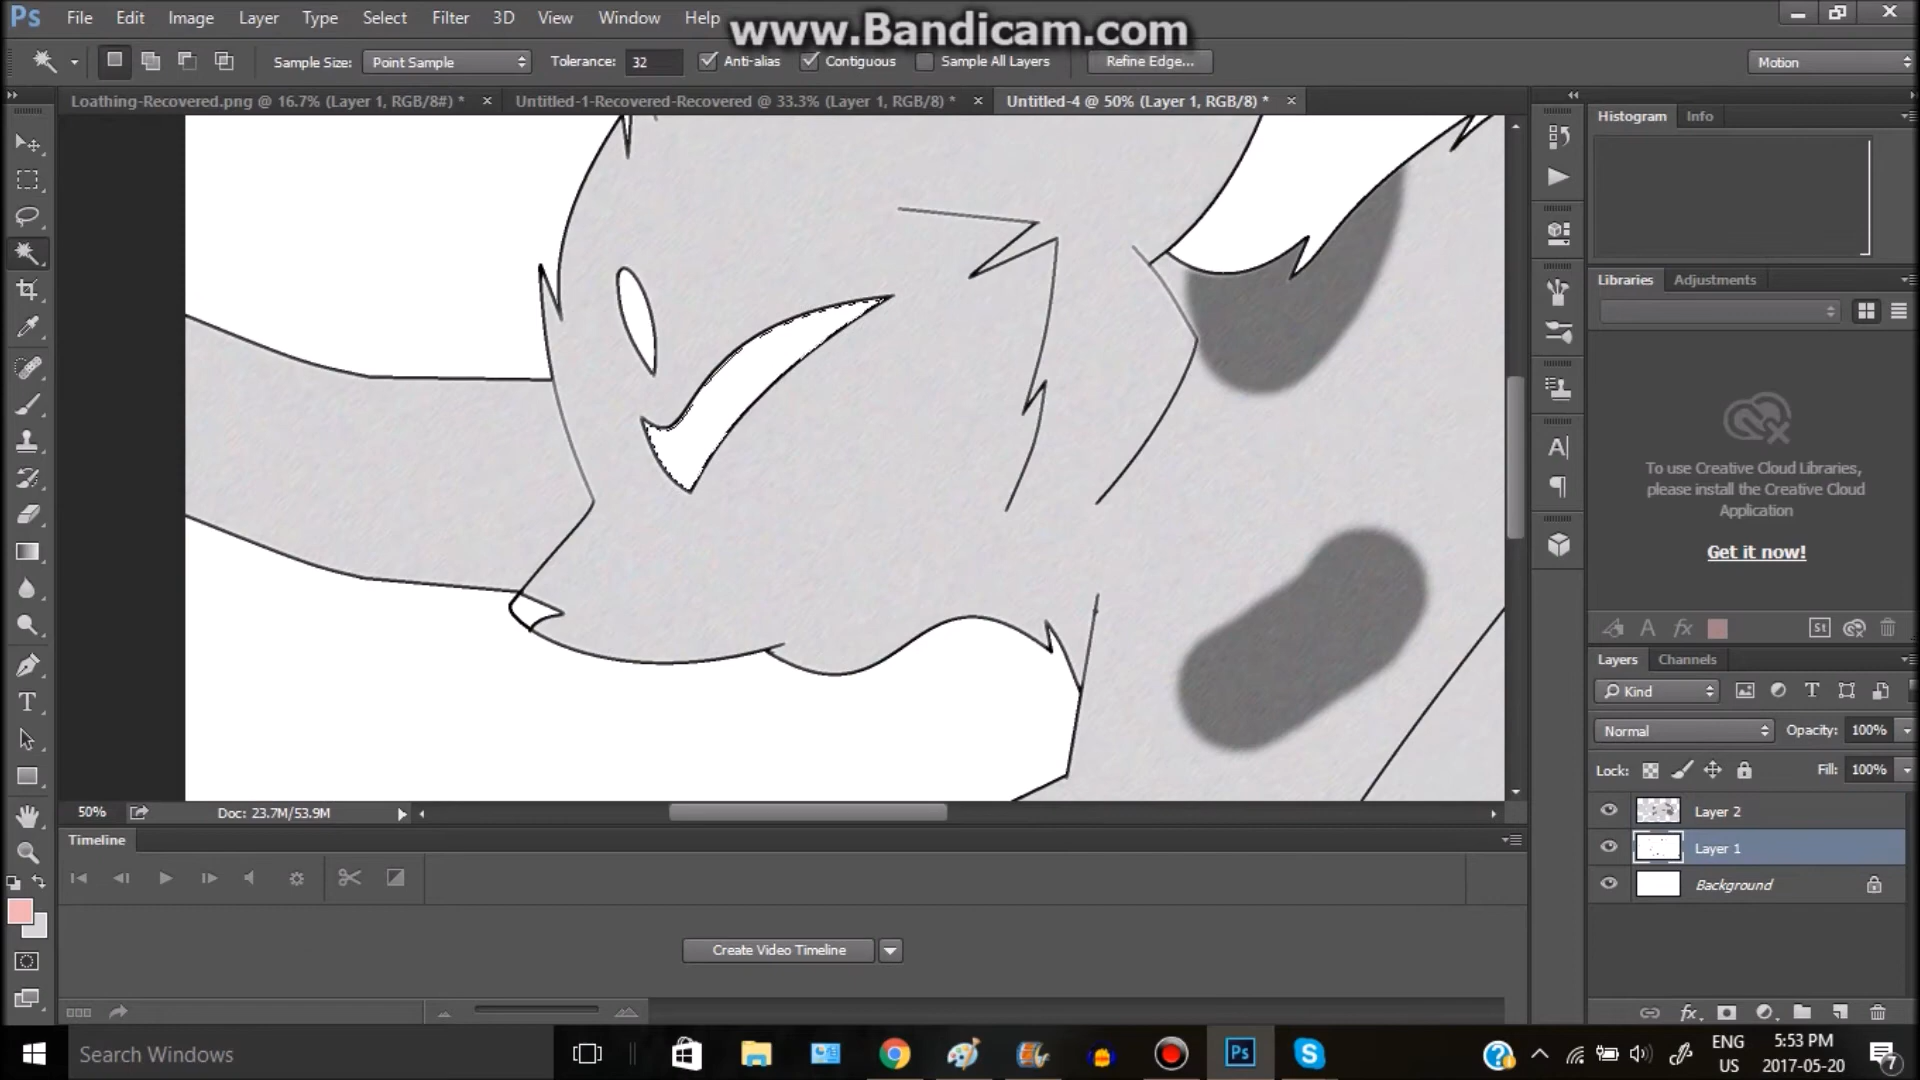 Ps File Edit Image Layer Type Select Filter 3D View Window Help
www.Bandicam.com
Sample Size: Point Sample Tolerance: 32 Anti-alias Contiguous Sample All Layers Refine Edge... Motion
Loathing-Recovered.png @ 16.7% (Layer 1, RGB/8#) * Untitled-1-Recovered-Recovered @ 33.3% (Layer 1, RGB/8) * Untitled-4 @ 50% (Layer 1, RGB/8) *
Histogram Info
Libraries Adjustments
To use Creative Cloud Libraries,
please install the Creative Cloud
Application
Get it now!
St
Layers Channels
Kind
Normal Opacity: 100%
Lock: Fill: 100%
Layer 2
Layer 1
Background
50% Doc: 23.7M/53.9M
Timeline
Create Video Timeline
Search Windows
Ps
ENG
US
5:53 PM
2017-05-20
7